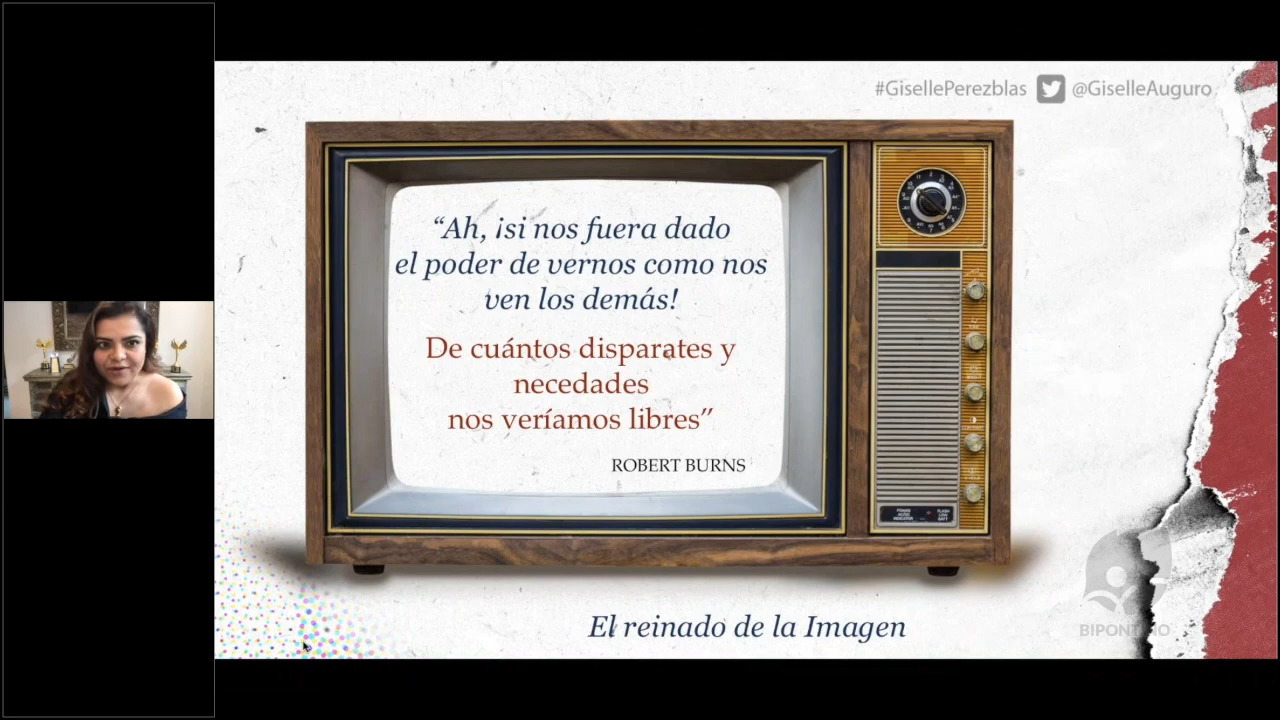 #GisellePerezblas @GiselleAuguro
“Ah, ¡si nos fuera dado
el poder de vernos como nos
ven los demás!
De cuántos disparates y
necedades
nos veríamos libres”
ROBERT BURNS
El reinado de la Imagen